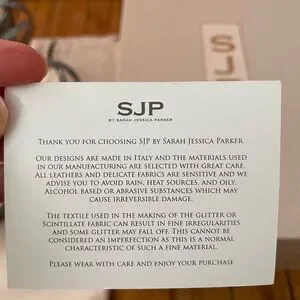 SJP
BY SARAH JESSICA PARKER
THANK YOU FOR CHOOSING SJP BY SARAH JESSICA PARKER.
OUR DESIGNS ARE MADE IN ITALY AND THE MATERIALS USED
IN OUR MANUFACTURING ARE SELECTED WITH GREAT CARE.
ALL LEATHERS AND DELICATE FABRICS ARE SENSITIVE AND WE
ADVISE YOU TO AVOID RAIN, HEAT SOURCES, AND OILY,
ALCOHOL BASED OR ABRASIVE SUBSTANCES WHICH MAY
CAUSE IRREVERSIBLE DAMAGE.
THE TEXTILE USED IN THE MAKING OF THE GLITTER OR
SCINTILLATE FABRIC CAN RESULT IN FINE IRREGULARITIES
AND SOME GLITTER MAY FALL OFF. THIS CANNOT BE
CONSIDERED AN IMPERFECTION AS THIS IS A NORMAL
CHARACTERISTIC OF SUCH A FINE MATERIAL.
PLEASE WEAR WITH CARE AND ENJOY YOUR PURCHASE
SJ